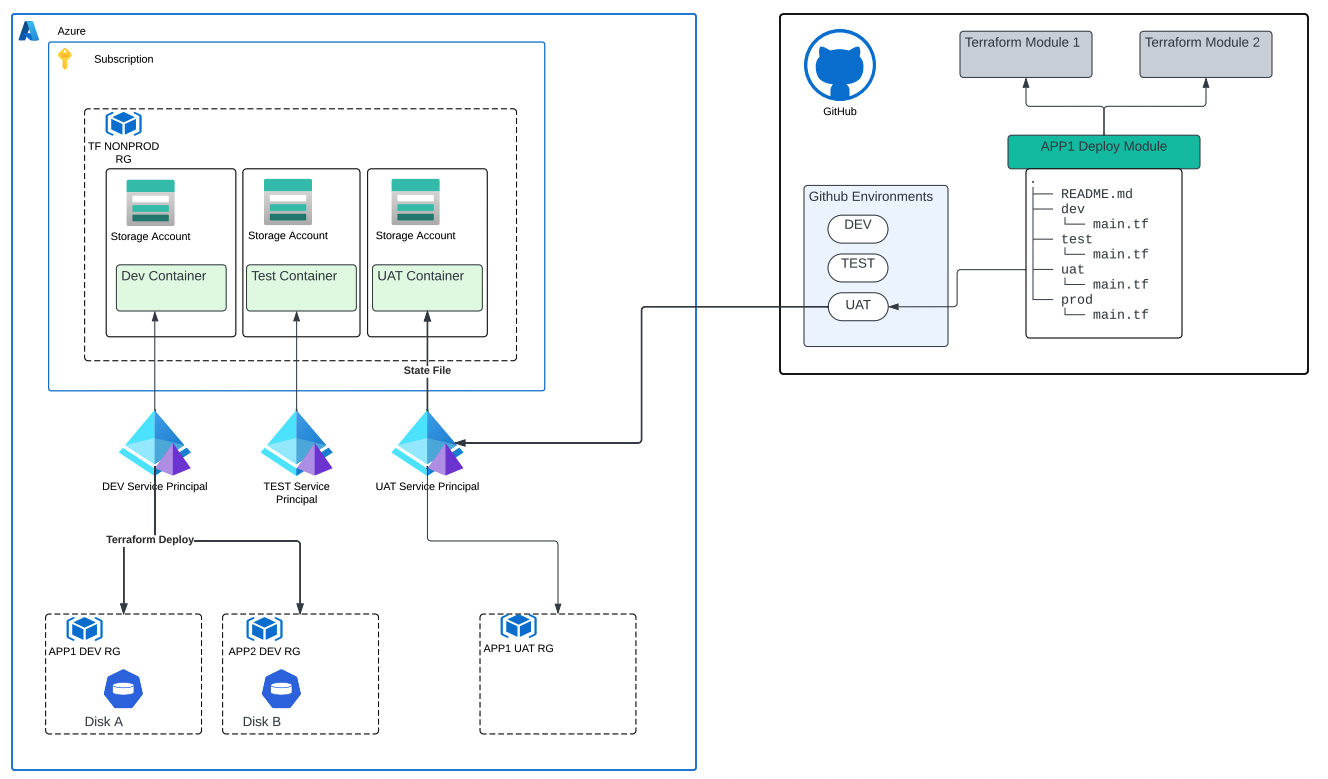 Azure
Subscription
TF NONPROD
RG
Storage Account
Storage Account
Storage Account
Dev Container
Test Container
UAT Container
State File
DEV Service Principal
TEST Service
Principal
UAT Service Principal
Terraform Deploy
APP1 DEV RG
APP2 DEV RG
APP1 UAT RG
Disk A
Disk B
GitHub
Terraform Module 1
Terraform Module 2
APP1 Deploy Module
Github Environments
DEV
TEST
UAT
.
├── README.md
├── dev
│   └── main.tf
├── test
│   └── main.tf
├── uat
│   └── main.tf
└── prod
    └── main.tf